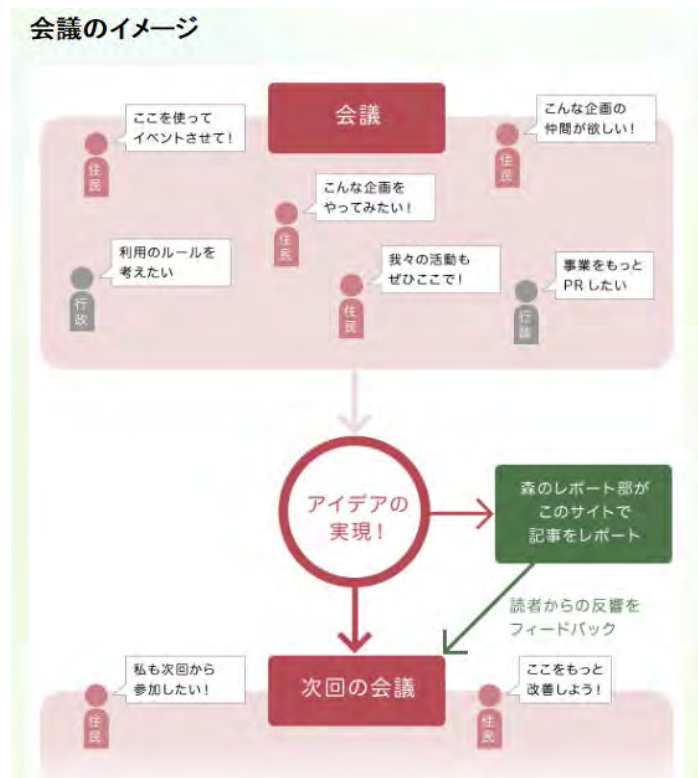 会議のイメージ
会議
ここを使って
イベントさせて!
住民
こんな企画の
仲間が欲しい!
住民
こんな企画を
やってみたい!
住民
利用のルールを
考えたい
行政
我々の活動も
ぜひここで!
住民
事業をもっと
PRしたい
行政
アイデアの
実現!
森のレポート部が
このサイトで
記事をレポート
読者からの反響を
フィードバック
私も次回から
参加したい!
住民
次回の会議
ここをもっと
改善しよう!
住民